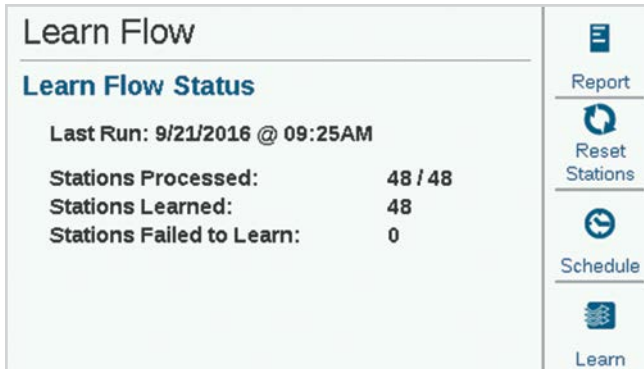 Learn Flow
Learn Flow Status
Last Run: 9/21/2016 @ 09:25AM
Stations Processed: 48 / 48
Stations Learned: 48
Stations Failed to Learn: 0
Report
Reset
Stations
Schedule
Learn